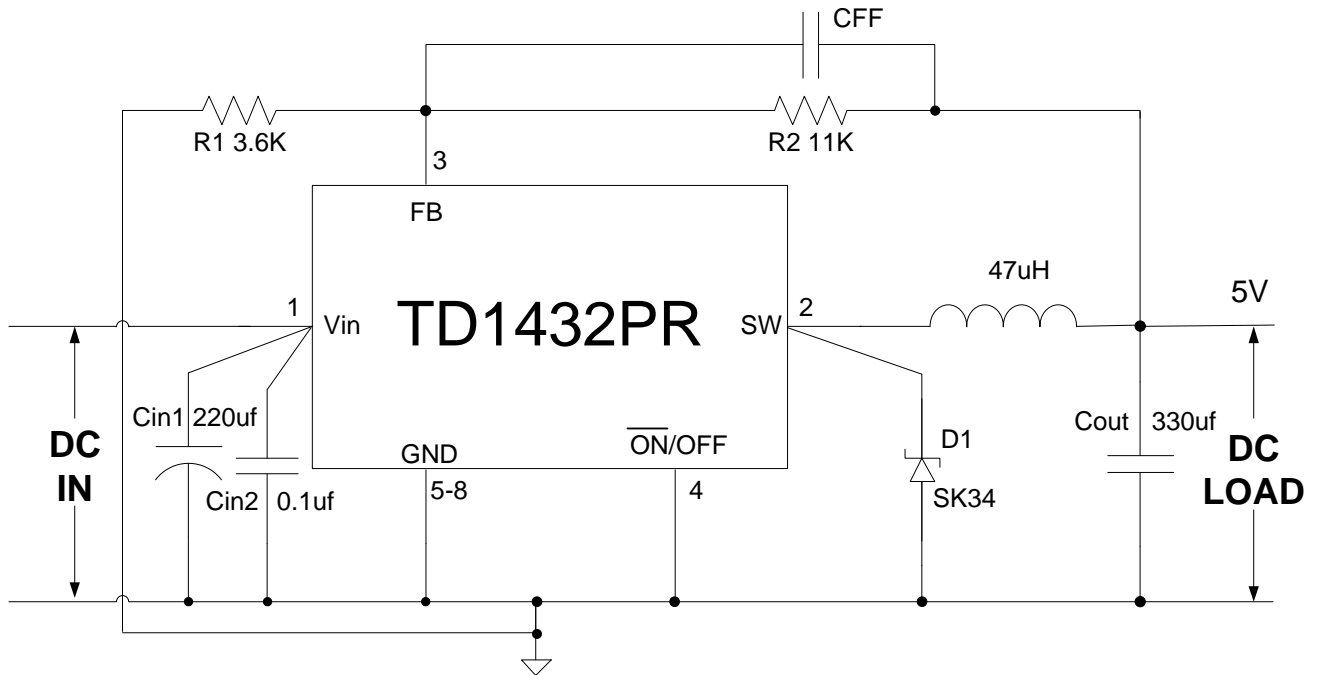 CFF
R1 3.6K
R2 11K
3
FB
47uH
1
Vin
TD1432PR
SW
2
5V
Cin1 220uf
DC
IN
Cin2 0.1uf
GND
5-8
ON/OFF
4
D1
SK34
Cout 330uf
DC
LOAD